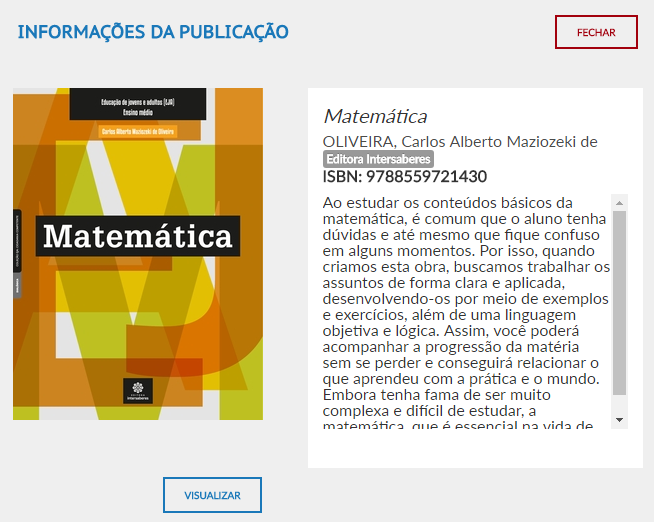 INFORMAÇÕES DA PUBLICAÇÃO
FECHAR
Educação de jovens e adultos [EJA]
Ensino médio
Carlos Alberto Maziozeki de Oliveira
Matemática
EDITORA
intersaberes
VISUALIZAR
Matemática
OLIVEIRA, Carlos Alberto Maziozeki de
Editora Intersaberes
ISBN: 9788559721430
Ao estudar os conteúdos básicos da
matemática, é comum que o aluno tenha
dúvidas e até mesmo que fique confuso
em alguns momentos. Por isso, quando
criamos esta obra, buscamos trabalhar os
assuntos de forma clara e aplicada,
desenvolvendo-os por meio de exemplos
e exercícios, além de uma linguagem
objetiva e lógica. Assim, você poderá
acompanhar a progressão da matéria
sem se perder e conseguirá relacionar o
que aprendeu com a prática e o mundo.
Embora tenha fama de ser muito
complexa e difícil de estudar, a
matemática, que é essencial na vida de